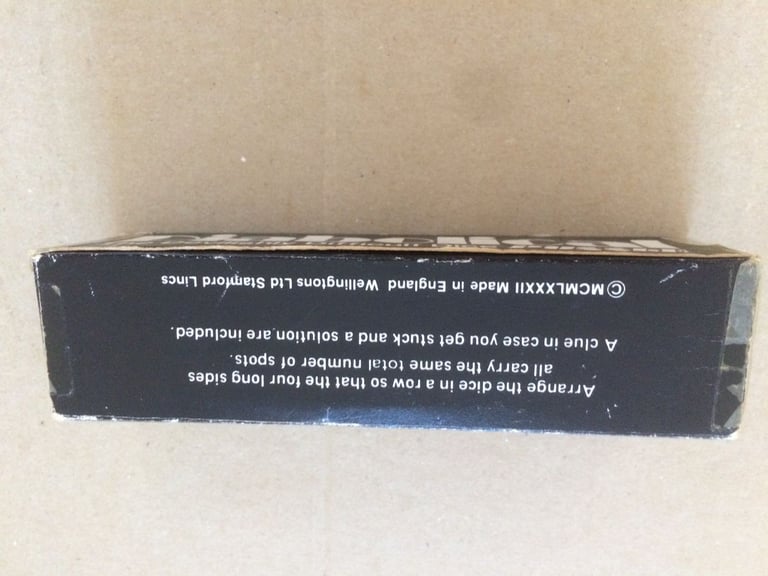 Arrange the dice in a row so that the four long sides
all carry the same total number of spots.
A clue in case you get stuck and a solution are included.
© MCMLXXXII Made in England Wellingtons Ltd Stamford Lincs